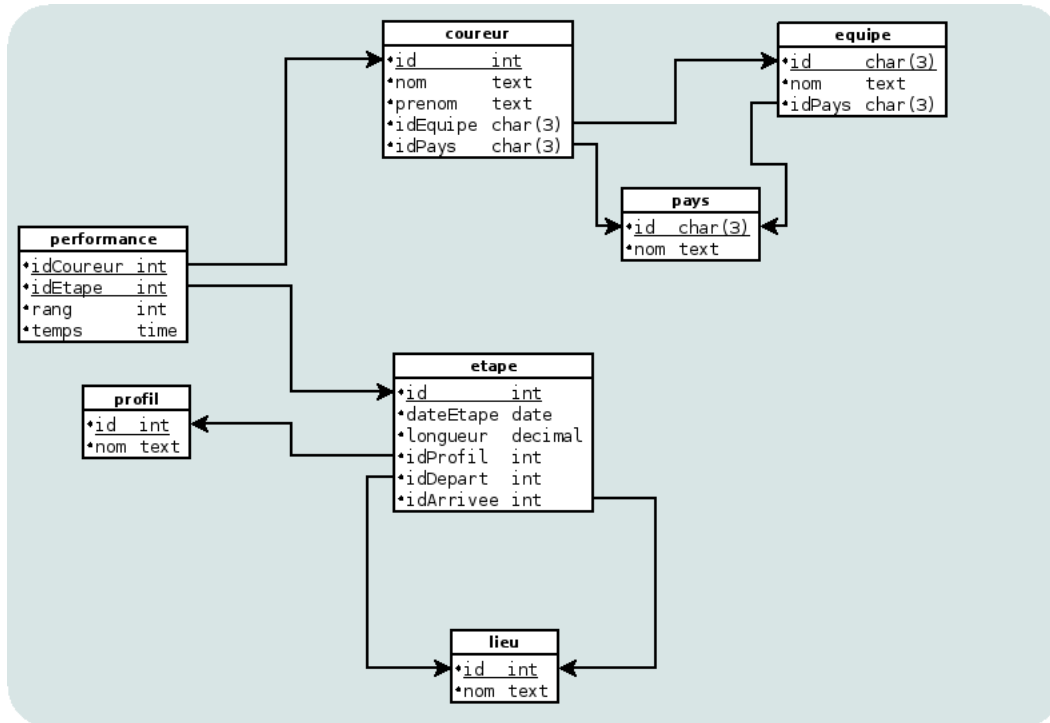 coureur
id int
nom text
prenom text
idEquipe char(3)
idPays char(3)
equipe
id char(3)
nom text
idPays char(3)
pays
id char(3)
nom text
performance
idCoureur int
idEtape int
rang int
temps time
etape
id int
dateEtape date
longueur decimal
idProfil int
idDepart int
idArrivee int
profil
id int
nom text
lieu
id int
nom text